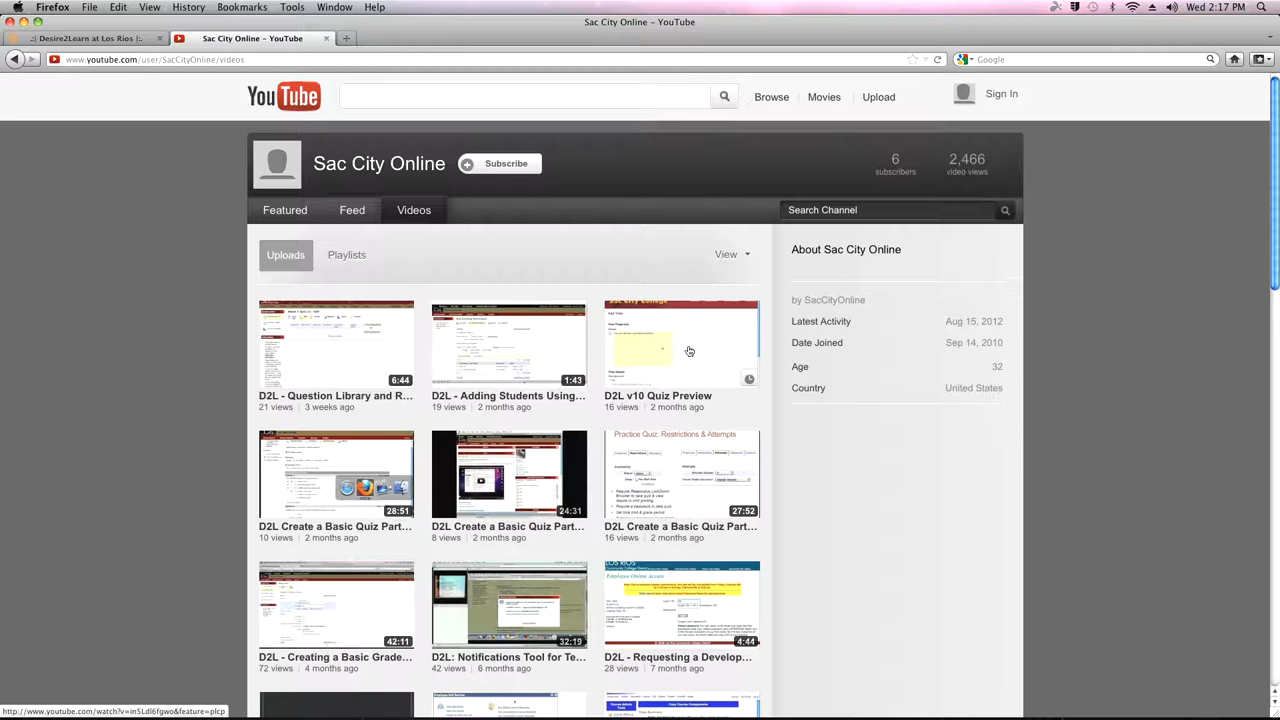 Firefox File Edit View History Bookmarks Tools Window Help Wed 2:17 PM
Sac City Online – YouTube
.:| Desire2Learn at Los Rios |:. Sac City Online – YouTube
www.youtube.com/user/SacCityOnline/videos Google
YouTube Browse Movies Upload Sign In
Sac City Online Subscribe 6 subscribers 2,466 video views
Featured Feed Videos Search Channel
Uploads Playlists View
About Sac City Online
by SacCityOnline
Latest Activity Aug 15, 2012
Date Joined Sep 14, 2010
Age 32
Country United States
6:44 1:43
D2L - Question Library and R... D2L - Adding Students Using... D2L v10 Quiz Preview
21 views | 3 weeks ago 19 views | 2 months ago 16 views | 2 months ago
Practice Quiz: Restrictions & Attempts
28:51 24:31 27:52
D2L Create a Basic Quiz Part... D2L Create a Basic Quiz Part... D2L Create a Basic Quiz Part...
10 views | 2 months ago 8 views | 2 months ago 16 views | 2 months ago
Employee Online Access
42:11 32:19 4:44
D2L - Creating a Basic Grade... D2L: Notifications Tool for Te... D2L - Requesting a Develop...
72 views | 4 months ago 42 views | 6 months ago 28 views | 7 months ago